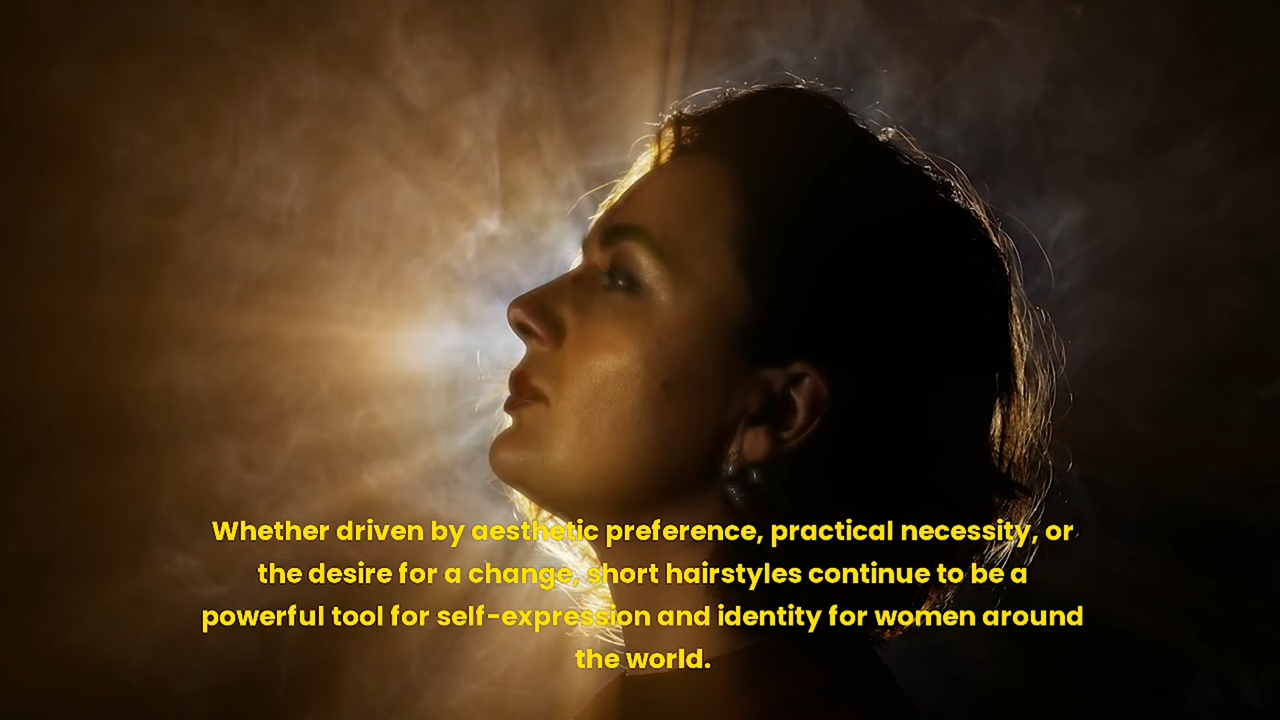 Whether driven by aesthetic preference, practical necessity, or
the desire for a change, short hairstyles continue to be a
powerful tool for self-expression and identity for women around
the world.